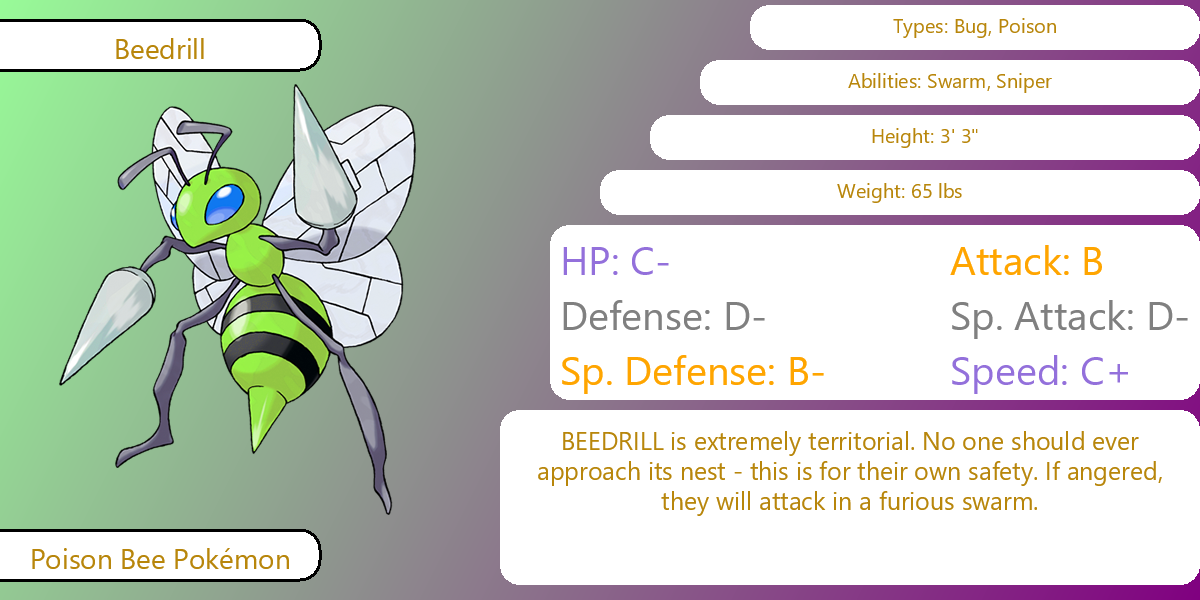 Beedrill
Types: Bug, Poison
Abilities: Swarm, Sniper
Height: 3' 3"
Weight: 65 lbs
HP: C-
Attack: B
Defense: D-
Sp. Attack: D-
Sp. Defense: B-
Speed: C+
BEEDRILL is extremely territorial. No one should ever
approach its nest - this is for their own safety. If angered,
they will attack in a furious swarm.
Poison Bee Pokémon